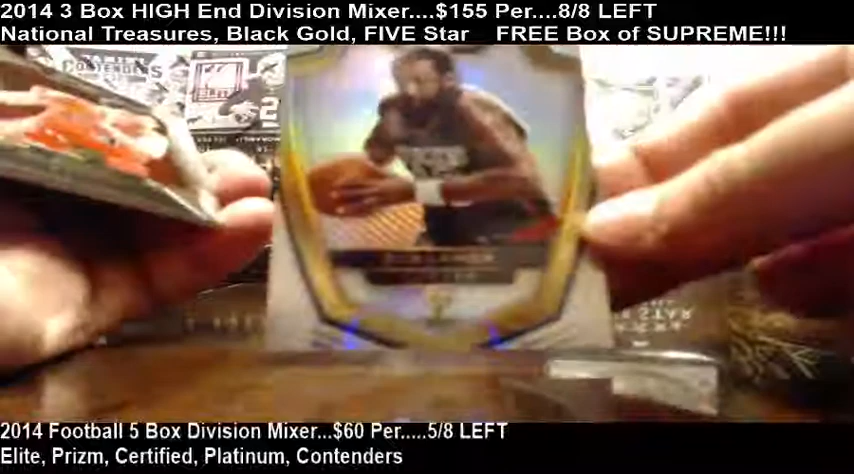 2014 3 Box HIGH End Division Mixer....$155 Per....8/8 LEFT
National Treasures, Black Gold, FIVE Star    FREE Box of SUPREME!!!
ELITE
2014 Football 5 Box Division Mixer...$60 Per.....5/8 LEFT
Elite, Prizm, Certified, Platinum, Contenders